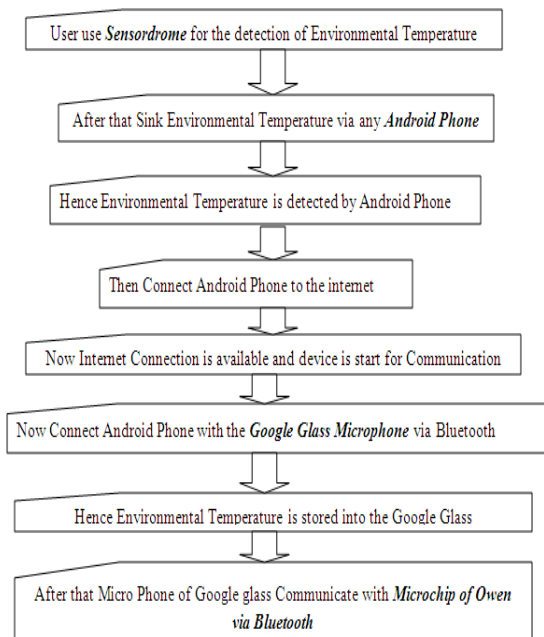 User use Sensordrome for the detection of Environmental Temperature
After that Sink Environmental Temperature via any Android Phone
Hence Environmental Temperature is detected by Android Phone
Then Connect Android Phone to the internet
Now Internet Connection is available and device is start for Communication
Now Connect Android Phone with the Google Glass Microphone via Bluetooth
Hence Environmental Temperature is stored into the Google Glass
After that Micro Phone of Google glass Communicate with Microchip of Owen
via Bluetooth